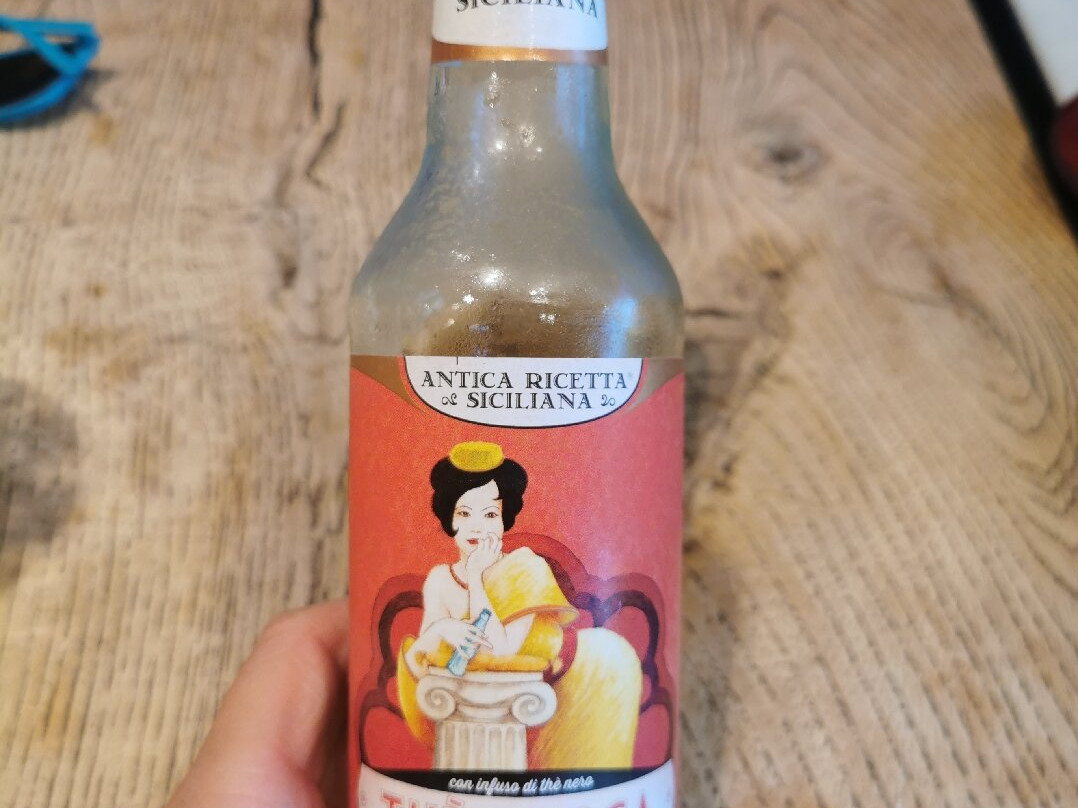 SICILIANA
ANTICA RICETTA
SICILIANA
con infuso di thè nero